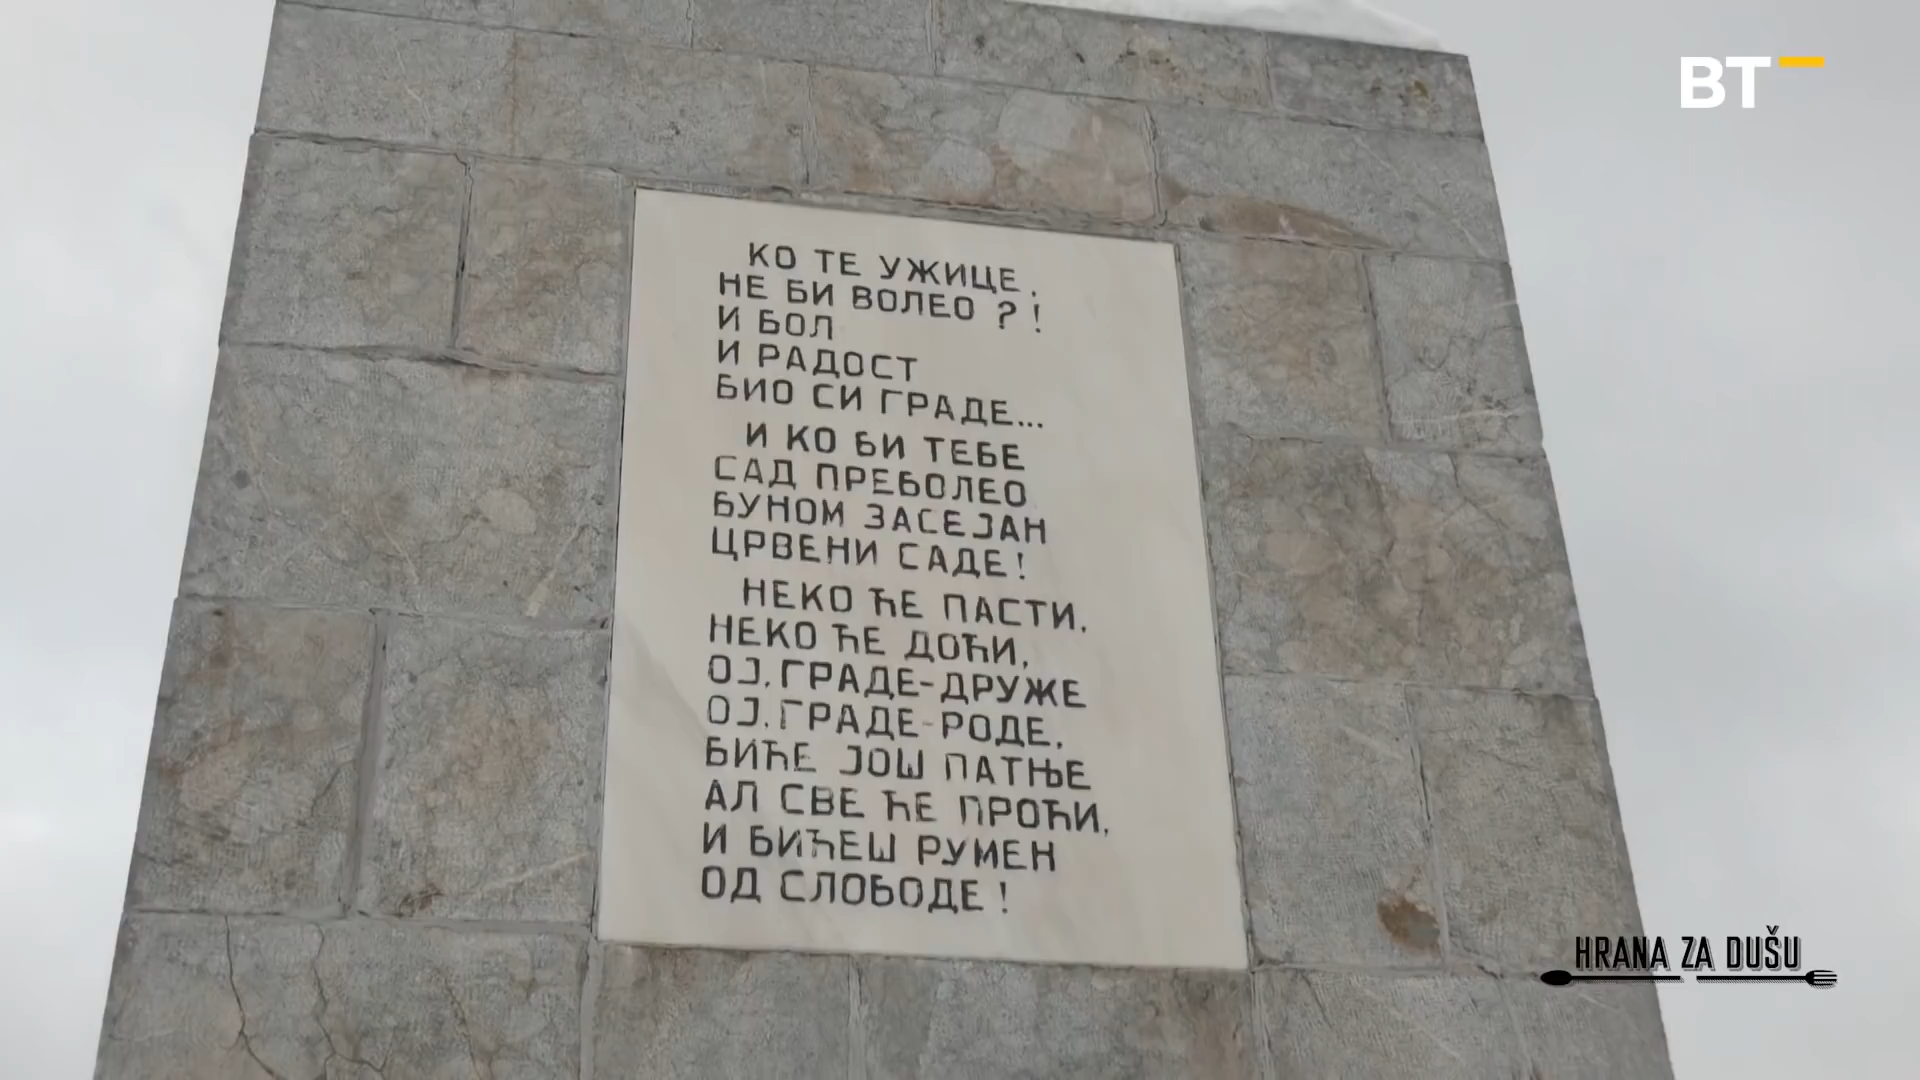 BT
КО ТЕ УЖИЦЕ,
НЕ БИ ВОЛЕО ?!
И БОЛ
И РАДОСТ
БИО СИ ГРАДЕ...
И КО БИ ТЕБЕ
САД ПРЕБОЛЕО
БУНОМ ЗАСЕЈАН
ЦРВЕНИ САДЕ!
НЕКО ЋЕ ПАСТИ,
НЕКО ЋЕ ДОЋИ,
ОЈ, ГРАДЕ-ДРУЖЕ
ОЈ, ГРАДЕ-РОДЕ,
БИЋЕ ЈОШ ПАТЊЕ
АЛ СВЕ ЋЕ ПРОЋИ,
И БИЋЕШ РУМЕН
ОД СЛОБОДЕ!
HRANA ZA DUŠU